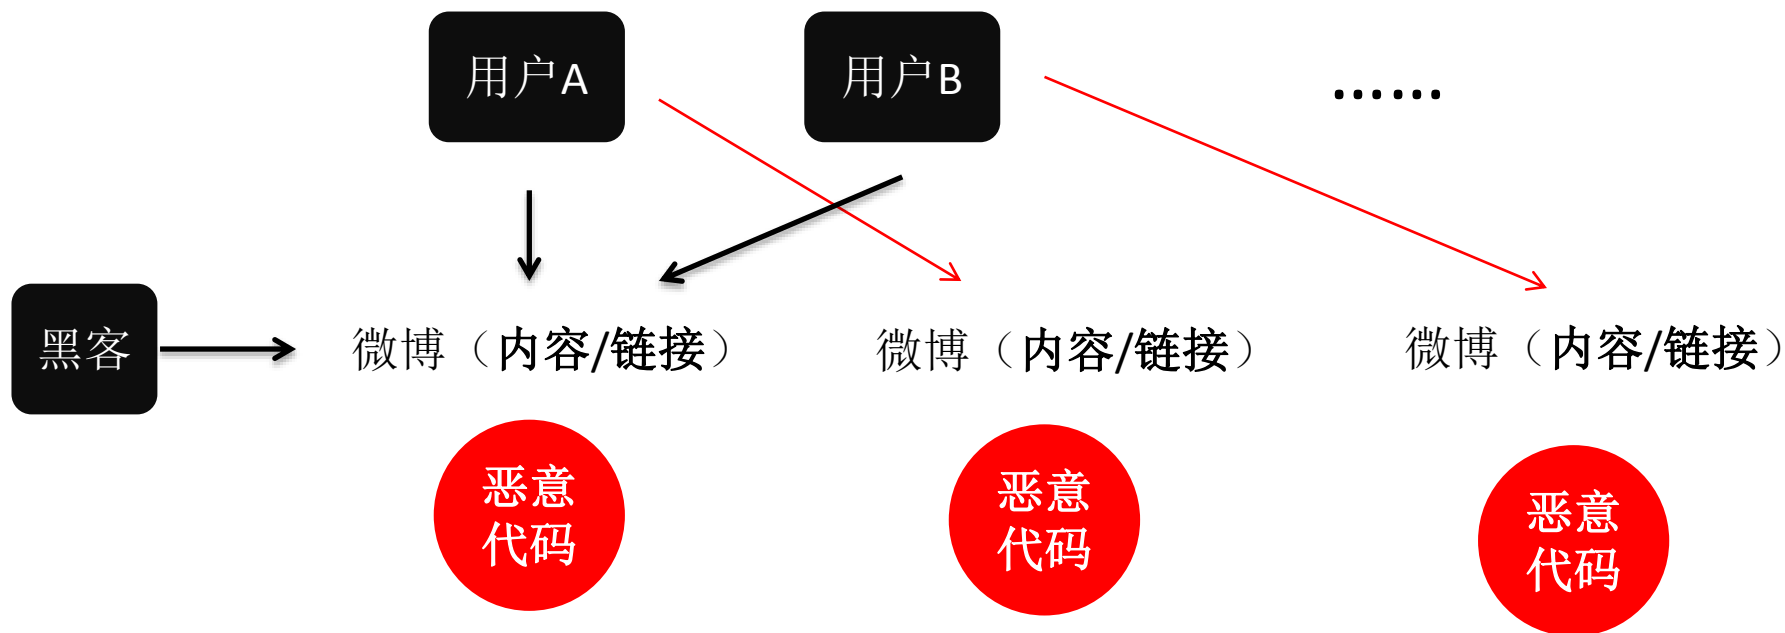 用户A
用户B
……
黑客
微博（内容/链接）
微博（内容/链接）
微博（内容/链接）
恶意
代码
恶意
代码
恶意
代码